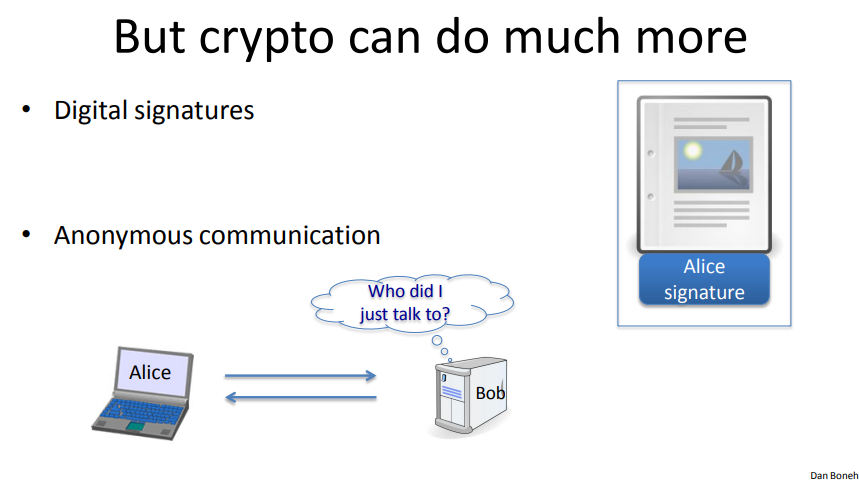 But crypto can do much more
• Digital signatures
• Anonymous communication
Alice
signature
Who did I
just talk to?
Alice
Bob
Dan Boneh